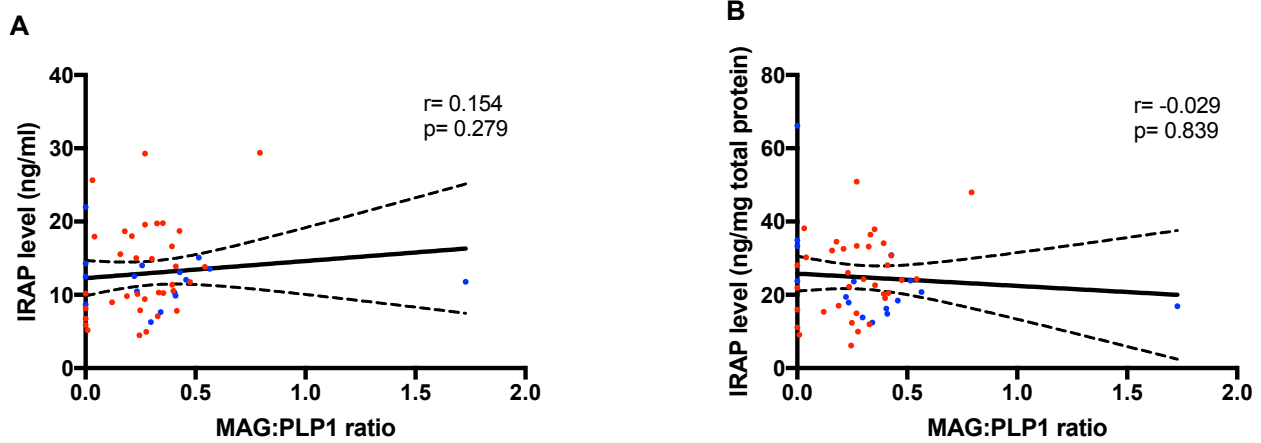 A
IRAP level (ng/ml)
40
30
20
10
0
r= 0.154
p= 0.279
0.0 0.5 1.0 1.5 2.0
MAG:PLP1 ratio
B
IRAP level (ng/mg total protein)
80
60
40
20
0
r= -0.029
p= 0.839
0.0 0.5 1.0 1.5 2.0
MAG:PLP1 ratio